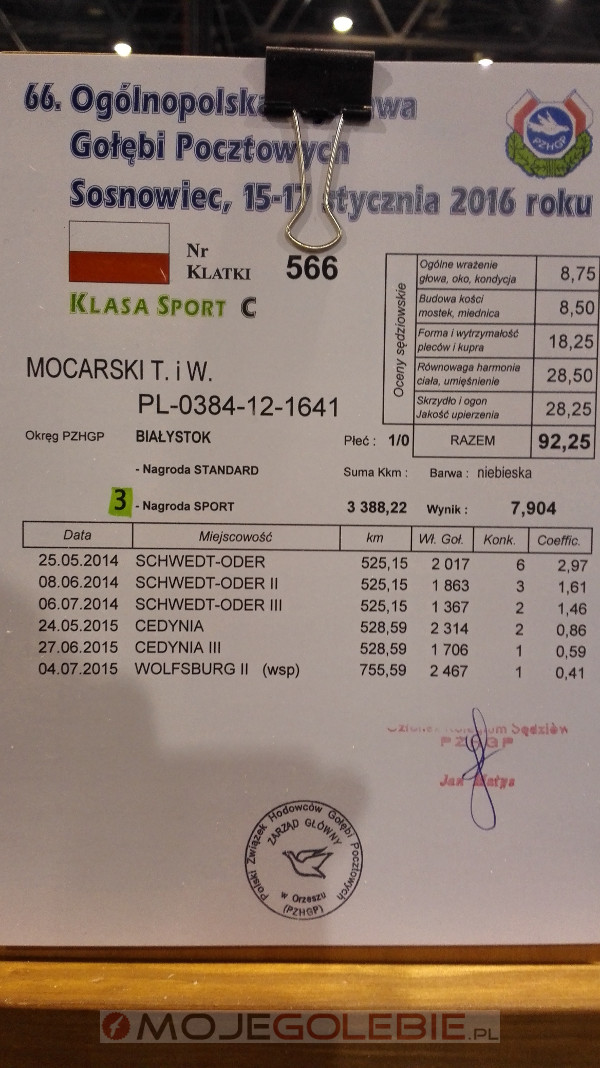 66. Ogólnopolska
Gołębi Pocztowych
Sosnowiec, 15-17 stycznia 2016 roku
PZHGP
Nr
KLATKI 566
KLASA SPORT C
Oceny sędziowskie
Ogólne wrażenie
głowa, oko, kondycja 8,75
Budowa kości
mostek, miednica 8,50
Forma i wytrzymałość
pleców i kupra 18,25
Równowaga harmonia
ciała, umięśnienie 28,50
Skrzydło i ogon
Jakość upierzenia 28,25
RAZEM 92,25
MOCARSKI T. i W.
PL-0384-12-1641
Okręg PZHGP BIAŁYSTOK Płeć : 1/0
- Nagroda STANDARD Suma Kkm : Barwa : niebieska
3 - Nagroda SPORT 3 388,22 Wynik : 7,904
Data Miejscowość km Wł. Goł. Konk. Coeffic.
25.05.2014 SCHWEDT-ODER 525,15 2 017 6 2,97
08.06.2014 SCHWEDT-ODER II 525,15 1 863 3 1,61
06.07.2014 SCHWEDT-ODER III 525,15 1 367 2 1,46
24.05.2015 CEDYNIA 528,59 2 314 2 0,86
27.06.2015 CEDYNIA III 528,59 1 706 1 0,59
04.07.2015 WOLFSBURG II (wsp) 755,59 2 467 1 0,41
Sędziów
PZHGP
Jan Matys
Polski Związek Hodowców Gołębi Pocztowych
ZARZĄD GŁÓWNY
w Orzeszu
(PZHGP)
MOJEGOLEBIE.PL